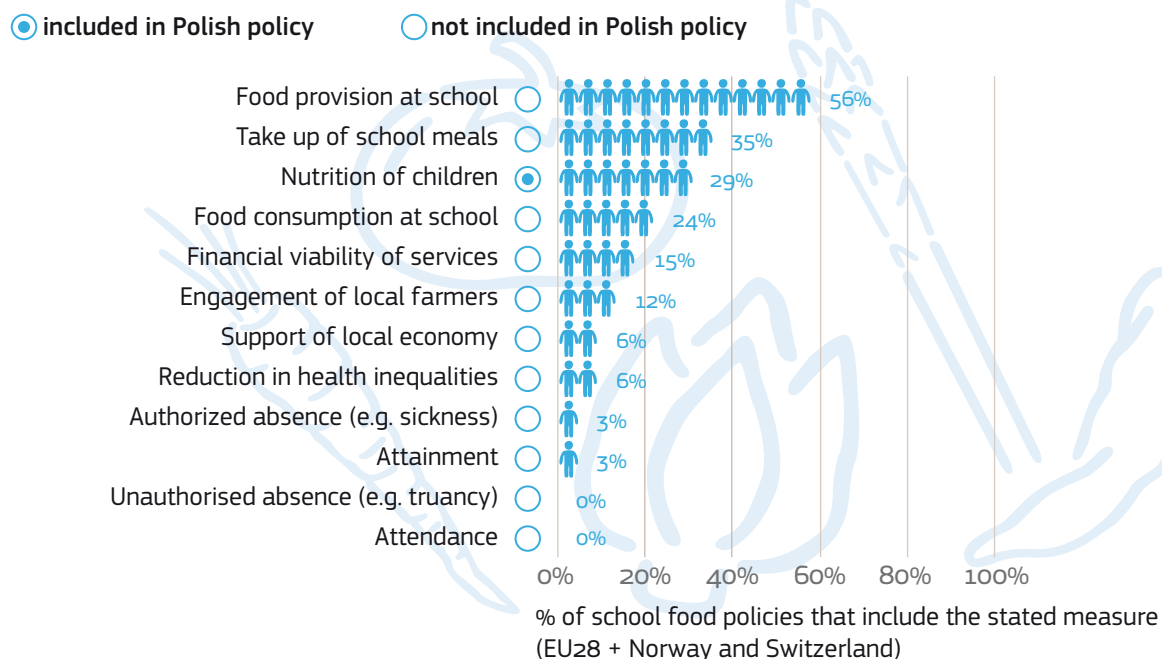 included in Polish policy not included in Polish policy
Food provision at school 56%
Take up of school meals 35%
Nutrition of children 29%
Food consumption at school 24%
Financial viability of services 15%
Engagement of local farmers 12%
Support of local economy 6%
Reduction in health inequalities 6%
Authorized absence (e.g. sickness) 3%
Attainment 3%
Unauthorised absence (e.g. truancy) 0%
Attendance 0%
0% 20% 40% 60% 80% 100%
% of school food policies that include the stated measure
(EU28 + Norway and Switzerland)